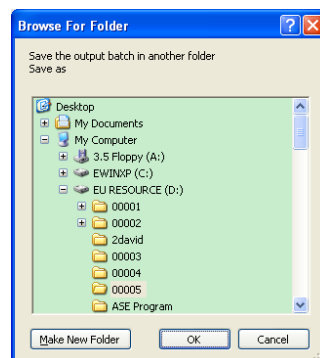 Browse For Folder
Save the output batch in another folder
Save as
Desktop
My Documents
My Computer
3.5 Floppy (A:)
EWINXP (C:)
EU RESOURCE (D:)
00001
00002
2david
00003
00004
00005
ASE Program
Make New Folder OK Cancel